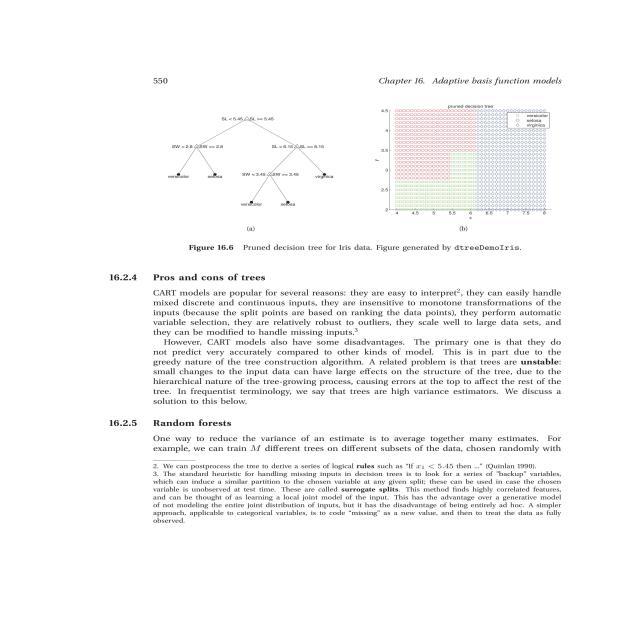 550
Chapter 16. Adaptive basis function models
SL < 5.45
SL >= 5.45
SW < 2.8
SW >= 2.8
SL < 6.15
SL >= 6.15
versicolor
setosa
SW < 3.45
SW >= 3.45
virginica
versicolor
setosa
(a)
pruned decision tree
versicolor
setosa
virginica
4.5
4
3.5
3
2.5
2
y
4 4.5 5 5.5 6 6.5 7 7.5 8
x
(b)
Figure 16.6 Pruned decision tree for Iris data. Figure generated by dtreeDemoIris.
16.2.4 Pros and cons of trees
CART models are popular for several reasons: they are easy to interpret2, they can easily handle
mixed discrete and continuous inputs, they are insensitive to monotone transformations of the
inputs (because the split points are based on ranking the data points), they perform automatic
variable selection, they are relatively robust to outliers, they scale well to large data sets, and
they can be modified to handle missing inputs.3
However, CART models also have some disadvantages. The primary one is that they do
not predict very accurately compared to other kinds of model. This is in part due to the
greedy nature of the tree construction algorithm. A related problem is that trees are unstable:
small changes to the input data can have large effects on the structure of the tree, due to the
hierarchical nature of the tree-growing process, causing errors at the top to affect the rest of the
tree. In frequentist terminology, we say that trees are high variance estimators. We discuss a
solution to this below.
16.2.5 Random forests
One way to reduce the variance of an estimate is to average together many estimates. For
example, we can train M different trees on different subsets of the data, chosen randomly with
2. We can postprocess the tree to derive a series of logical rules such as "If x1 < 5.45 then ..." (Quinlan 1990).
3. The standard heuristic for handling missing inputs in decision trees is to look for a series of "backup" variables,
which can induce a similar partition to the chosen variable at any given split; these can be used in case the chosen
variable is unobserved at test time. These are called surrogate splits. This method finds highly correlated features,
and can be thought of as learning a local joint model of the input. This has the advantage over a generative model
of not modeling the entire joint distribution of inputs, but it has the disadvantage of being entirely ad hoc. A simpler
approach, applicable to categorical variables, is to code "missing" as a new value, and then to treat the data as fully
observed.